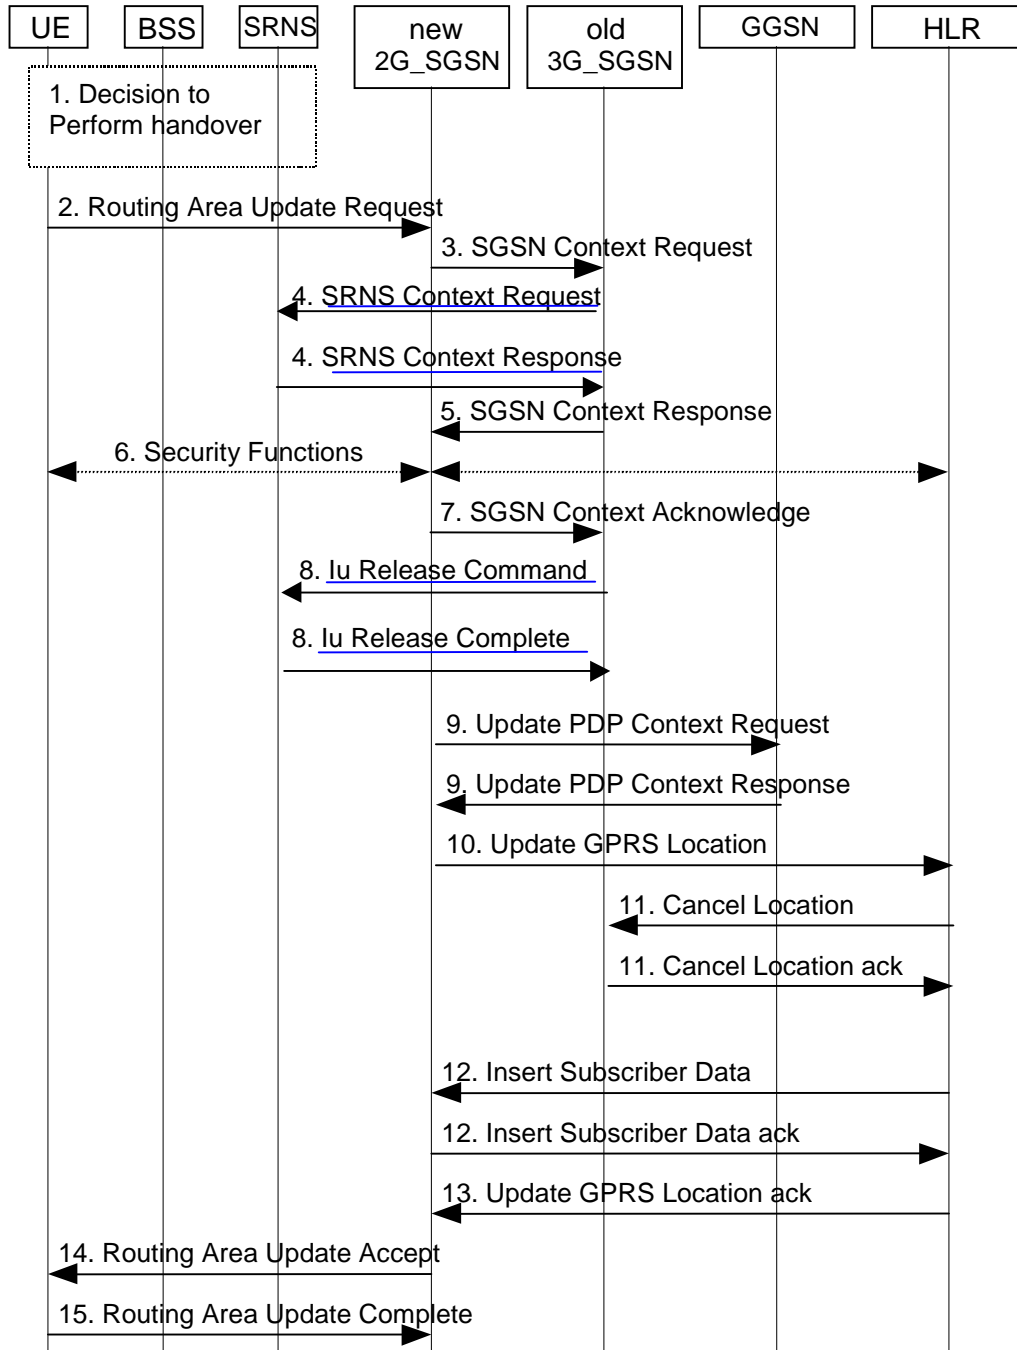 UE
BSS
SRNS
new
2G_SGSN
old
3G_SGSN
GGSN
HLR
1. Decision to
Perform handover
2. Routing Area Update Request
3. SGSN Context Request
4. SRNS Context Request
4. SRNS Context Response
5. SGSN Context Response
6. Security Functions
7. SGSN Context Acknowledge
8. Iu Release Command
8. Iu Release Complete
9. Update PDP Context Request
9. Update PDP Context Response
10. Update GPRS Location
11. Cancel Location
11. Cancel Location ack
12. Insert Subscriber Data
12. Insert Subscriber Data ack
13. Update GPRS Location ack
14. Routing Area Update Accept
15. Routing Area Update Complete